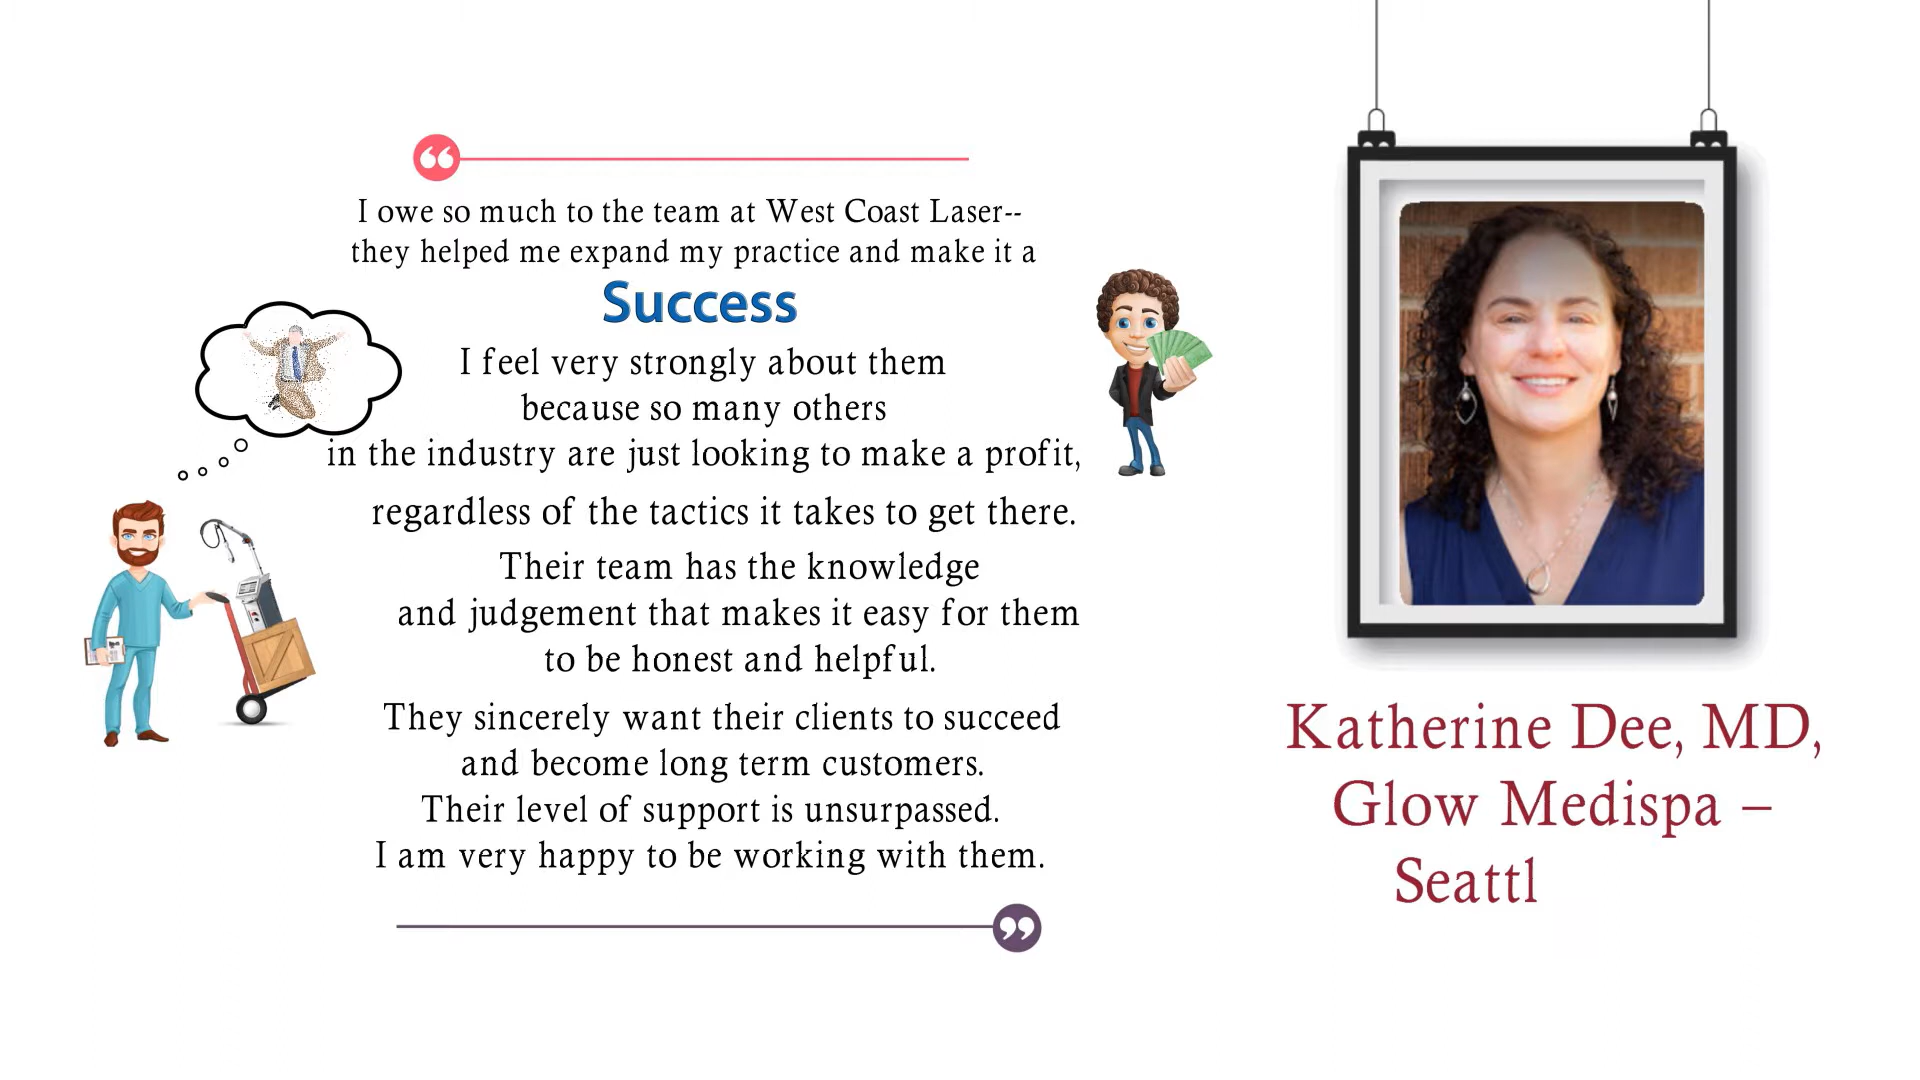 I owe so much to the team at West Coast Laser--
they helped me expand my practice and make it a
Success
I feel very strongly about them
because so many others
in the industry are just looking to make a profit,
regardless of the tactics it takes to get there.
Their team has the knowledge
and judgement that makes it easy for them
to be honest and helpful.
They sincerely want their clients to succeed
and become long term customers.
Their level of support is unsurpassed.
I am very happy to be working with them.
Katherine Dee, MD,
Glow Medispa –
Seattl